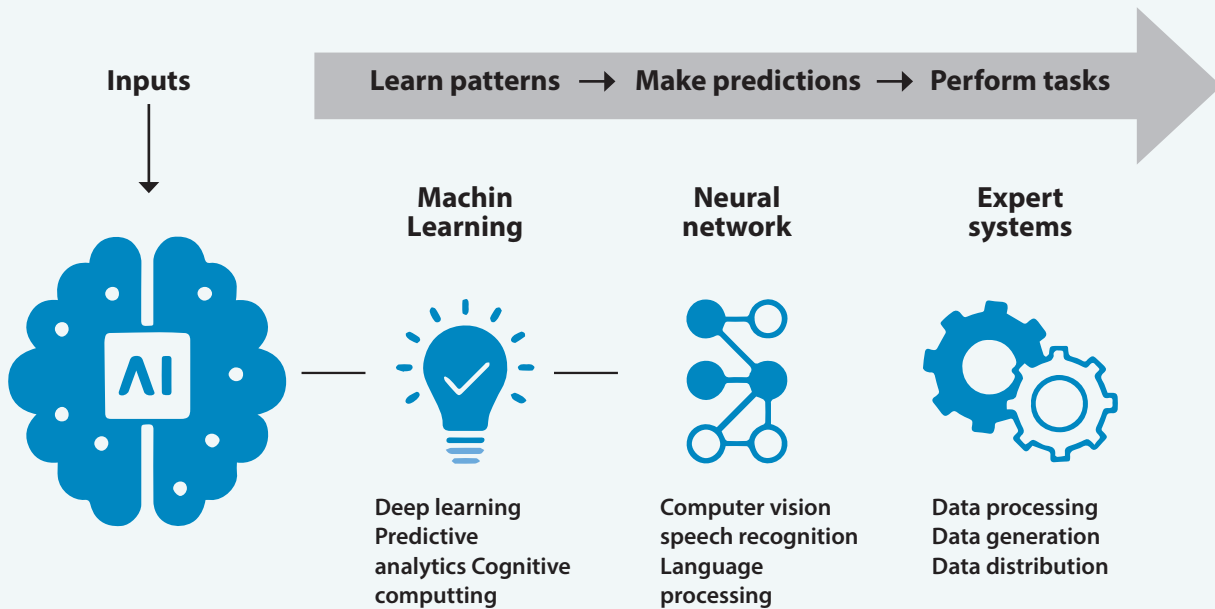 Inputs
Learn patterns → Make predictions → Perform tasks
AI
Machin
Learning
Deep learning
Predictive
analytics Cognitive
computting
Neural
network
Computer vision
speech recognition
Language
processing
Expert
systems
Data processing
Data generation
Data distribution